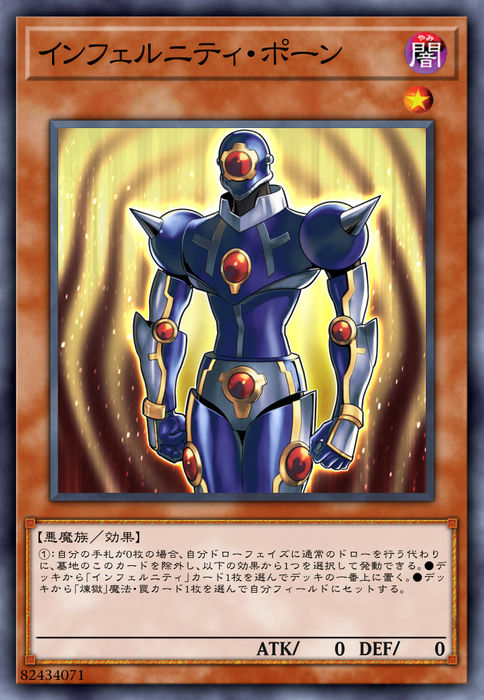 インフェルニティ・ポーン
やみ
闇
【悪魔族/効果】
①:自分の手札が0枚の場合、自分ドローフェイズに通常のドローを行う代わり
に、墓地のこのカードを除外し、以下の効果から1つを選択して発動できる。●デ
ッキから「インフェルニティ」カード1枚を選んでデッキの一番上に置く。●デッ
キから「煉獄」魔法・罠カード1枚を選んで自分フィールドにセットする。
ATK/ 0 DEF/ 0
82434071